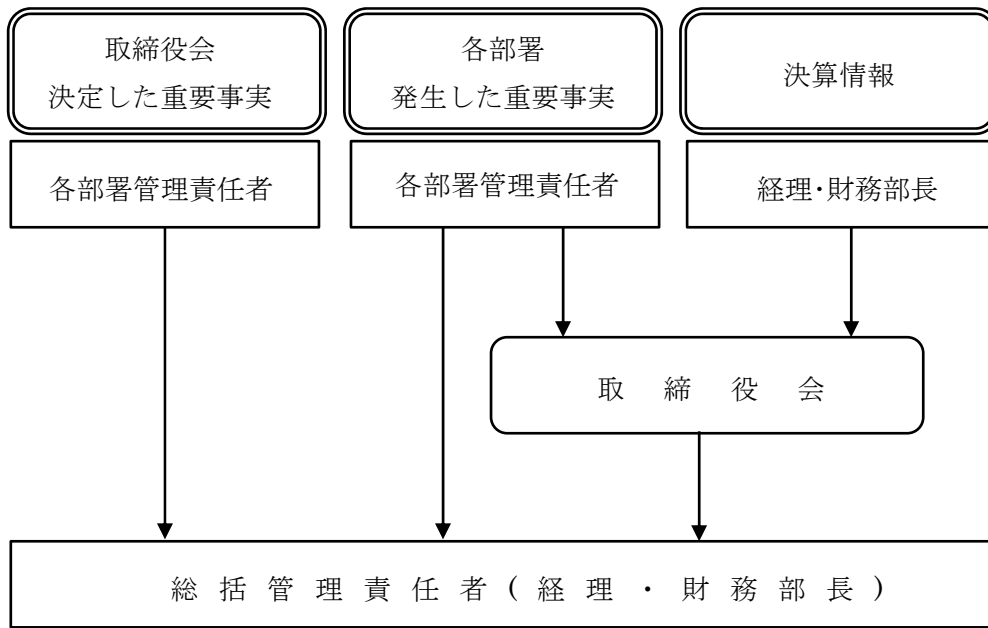 取締役会
決定した重要事実
各部署
発生した重要事実
決算情報
各部署管理責任者
各部署管理責任者
経理・財務部長
取締役会
総括管理責任者(経理・財務部長)